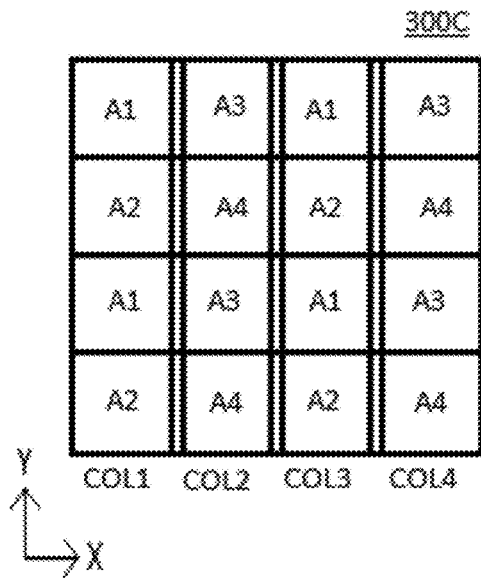 300C
A1 A3 A1 A3
A2 A4 A2 A4
A1 A3 A1 A3
A2 A4 A2 A4
Y
COL1 COL2 COL3 COL4
X